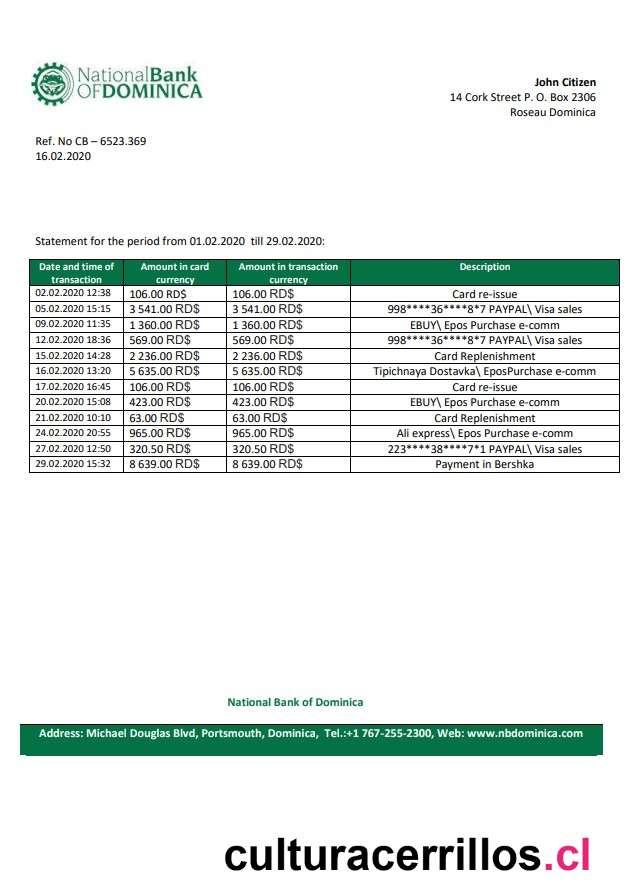 NationalBank
OFDOMINICA
John Citizen
14 Cork Street P. O. Box 2306
Roseau Dominica
Ref. No CB – 6523.369
16.02.2020
Statement for the period from 01.02.2020 till 29.02.2020:
Date and time of transaction Amount in card currency Amount in transaction currency Description
02.02.2020 12:38 106.00 RD$ 106.00 RD$ Card re-issue
05.02.2020 15:15 3 541.00 RD$ 3 541.00 RD$ 998****36****8*7 PAYPAL\ Visa sales
09.02.2020 11:35 1 360.00 RD$ 1 360.00 RD$ EBUY\ Epos Purchase e-comm
12.02.2020 18:36 569.00 RD$ 569.00 RD$ 998****36****8*7 PAYPAL\ Visa sales
15.02.2020 14:28 2 236.00 RD$ 2 236.00 RD$ Card Replenishment
16.02.2020 13:20 5 635.00 RD$ 5 635.00 RD$ Tipichnaya Dostavka\ EposPurchase e-comm
17.02.2020 16:45 106.00 RD$ 106.00 RD$ Card re-issue
20.02.2020 15:08 423.00 RD$ 423.00 RD$ EBUY\ Epos Purchase e-comm
21.02.2020 10:10 63.00 RD$ 63.00 RD$ Card Replenishment
24.02.2020 20:55 965.00 RD$ 965.00 RD$ Ali express\ Epos Purchase e-comm
27.02.2020 12:50 320.50 RD$ 320.50 RD$ 223****38****7*1 PAYPAL\ Visa sales
29.02.2020 15:32 8 639.00 RD$ 8 639.00 RD$ Payment in Bershka
National Bank of Dominica
Address: Michael Douglas Blvd, Portsmouth, Dominica, Tel.:+1 767-255-2300, Web: www.nbdominica.com
culturacerrillos.cl